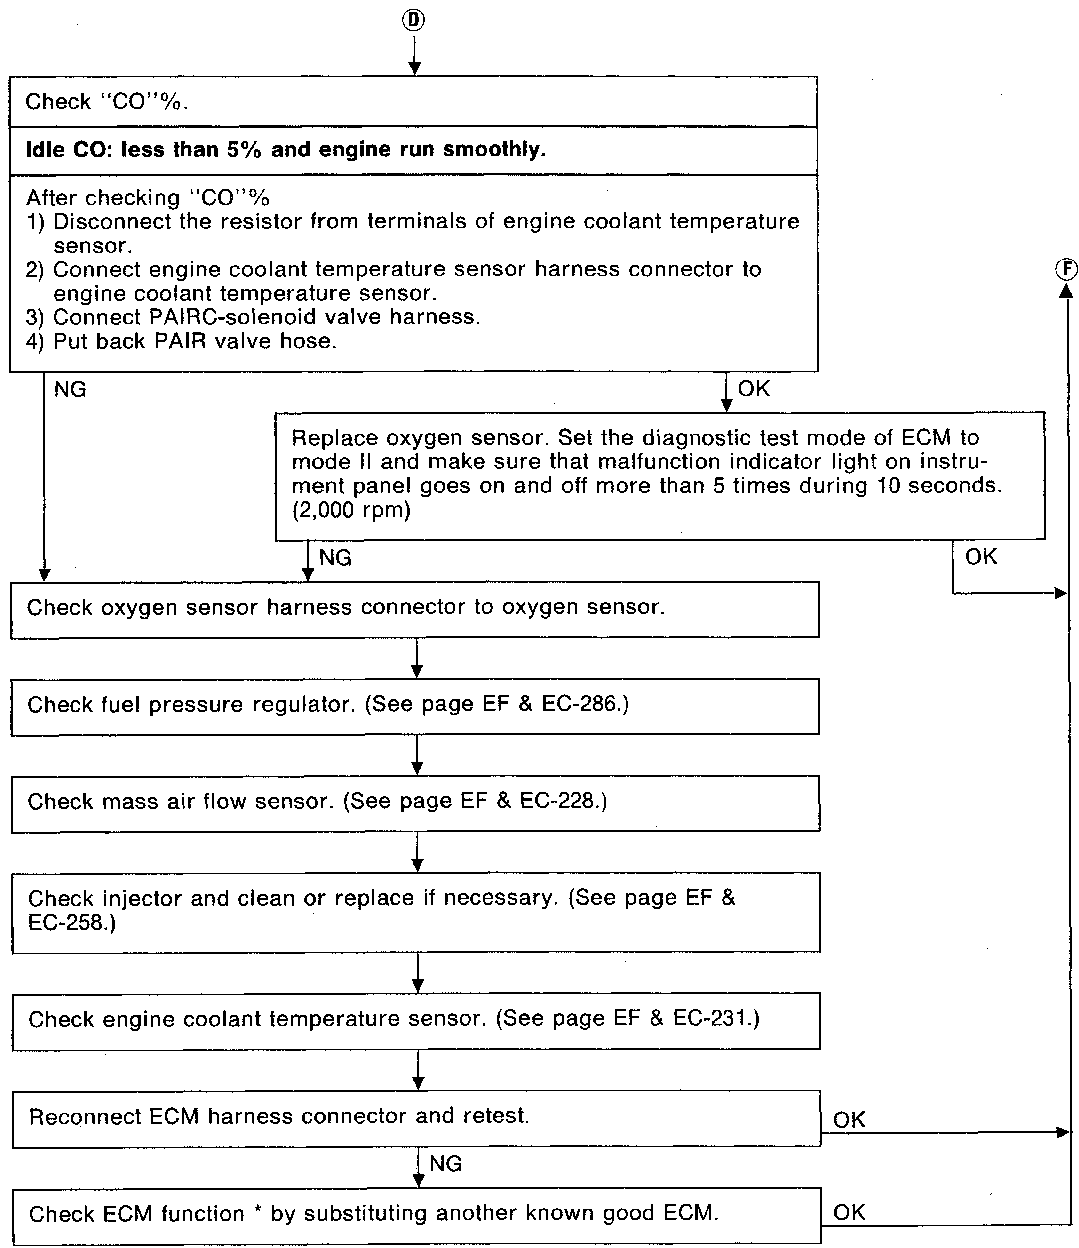 D
Check "CO"%.
Idle CO: less than 5% and engine run smoothly.
After checking "CO"%
1) Disconnect the resistor from terminals of engine coolant temperature
sensor.
2) Connect engine coolant temperature sensor harness connector to
engine coolant temperature sensor.
3) Connect PAIRC-solenoid valve harness.
4) Put back PAIR valve hose.
F
NG
OK
Replace oxygen sensor. Set the diagnostic test mode of ECM to
mode II and make sure that malfunction indicator light on instru-
ment panel goes on and off more than 5 times during 10 seconds.
(2,000 rpm)
NG
OK
Check oxygen sensor harness connector to oxygen sensor.
Check fuel pressure regulator. (See page EF & EC-286.)
Check mass air flow sensor. (See page EF & EC-228.)
Check injector and clean or replace if necessary. (See page EF &
EC-258.)
Check engine coolant temperature sensor. (See page EF & EC-231.)
Reconnect ECM harness connector and retest.
OK
NG
Check ECM function * by substituting another known good ECM.
OK